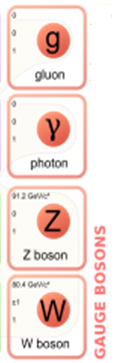 0
0
1
g
gluon
0
0
1
γ
photon
91.2 GeV/c²
0
1
Z
Z boson
80.4 GeV/c²
±1
1
W
W boson
GAUGE BOSONS